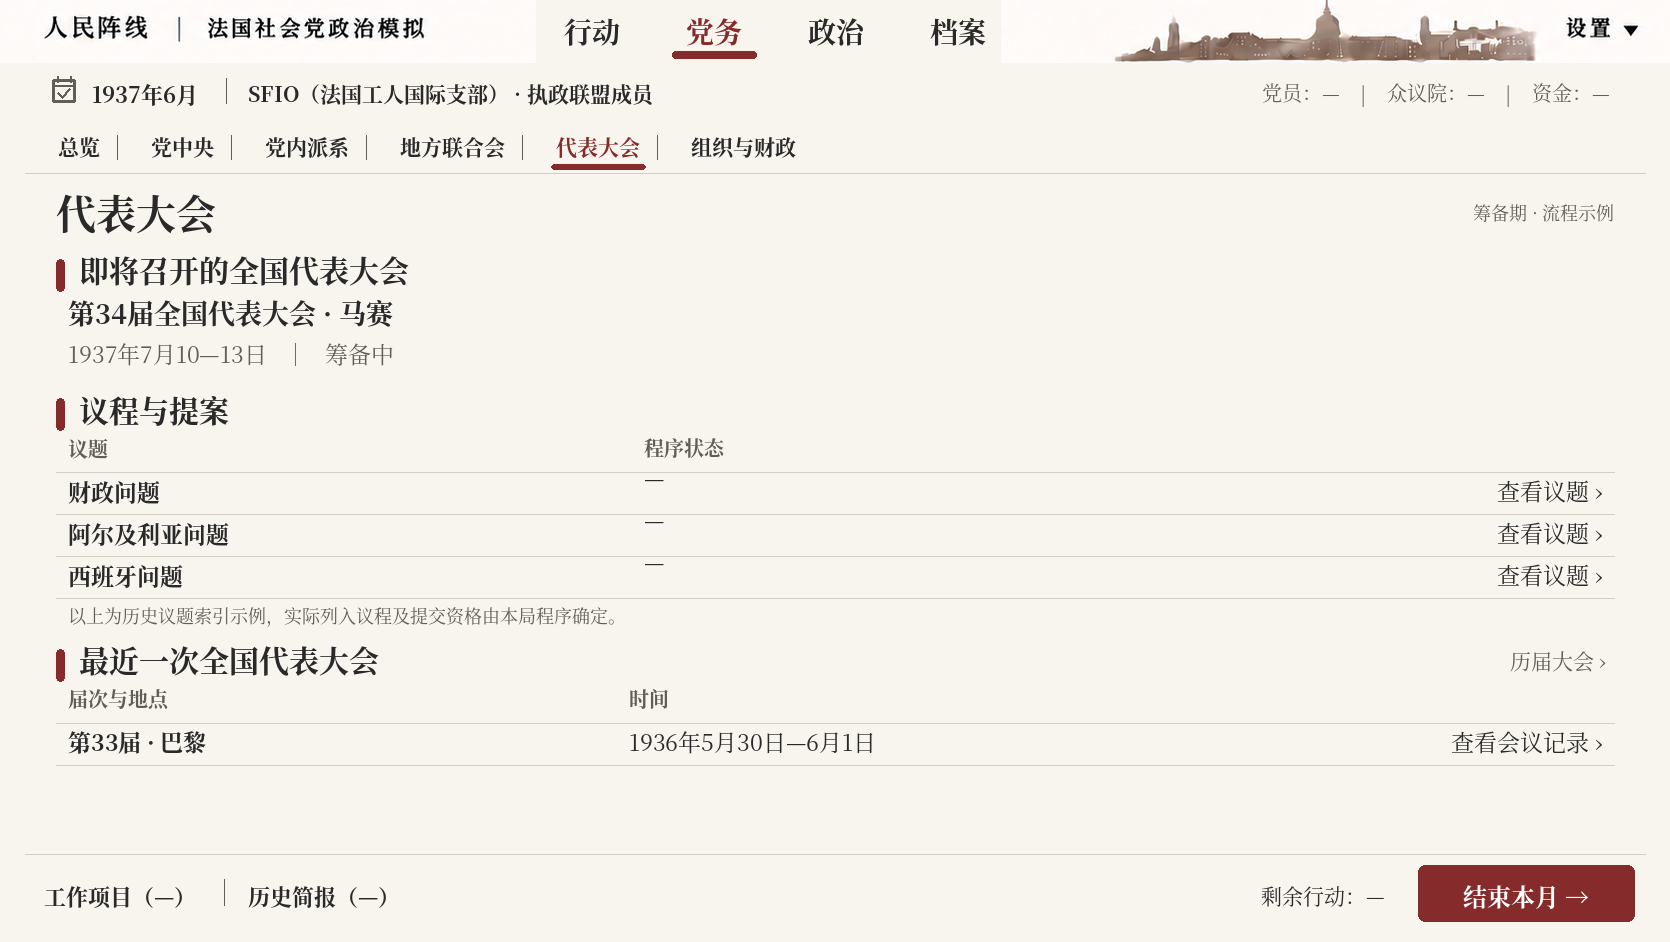 人民阵线 | 法国社会党政治模拟 行动 党务 政治 档案 设置 ▼
1937年6月 | SFIO（法国工人国际支部）· 执政联盟成员 党员：— | 众议院：— | 资金：—
总览 | 党中央 | 党内派系 | 地方联合会 | 代表大会 | 组织与财政
代表大会 筹备期 · 流程示例
即将召开的全国代表大会
第34届全国代表大会 · 马赛
1937年7月10—13日 | 筹备中
议程与提案
议题 程序状态
财政问题 — 查看议题 ›
阿尔及利亚问题 — 查看议题 ›
西班牙问题 — 查看议题 ›
以上为历史议题索引示例，实际列入议程及提交资格由本局程序确定。
最近一次全国代表大会 历届大会 ›
届次与地点 时间
第33届 · 巴黎 1936年5月30日—6月1日 查看会议记录 ›
工作项目（—） | 历史简报（—） 剩余行动：— 结束本月 →